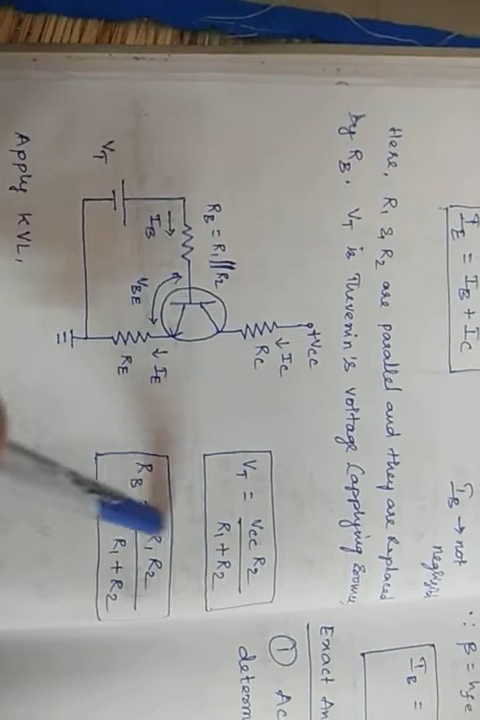 I_E = I_B + I_C
I_B → not
neglighl
∴ β = hfe
Here, R1 & R2 are parallel and they are Replaced
by R_B. V_T is Thevenin's voltage (applying
I_B =
+Vcc
↓ I_C
R_C
R_B = R1 || R2
→
I_B
V_BE
↓ I_E
R_E
V_T
V_T = Vcc R2 / R1 + R2
R_B = R1 R2 / R1 + R2
Exact An
① Ac
determ
Apply KVL,